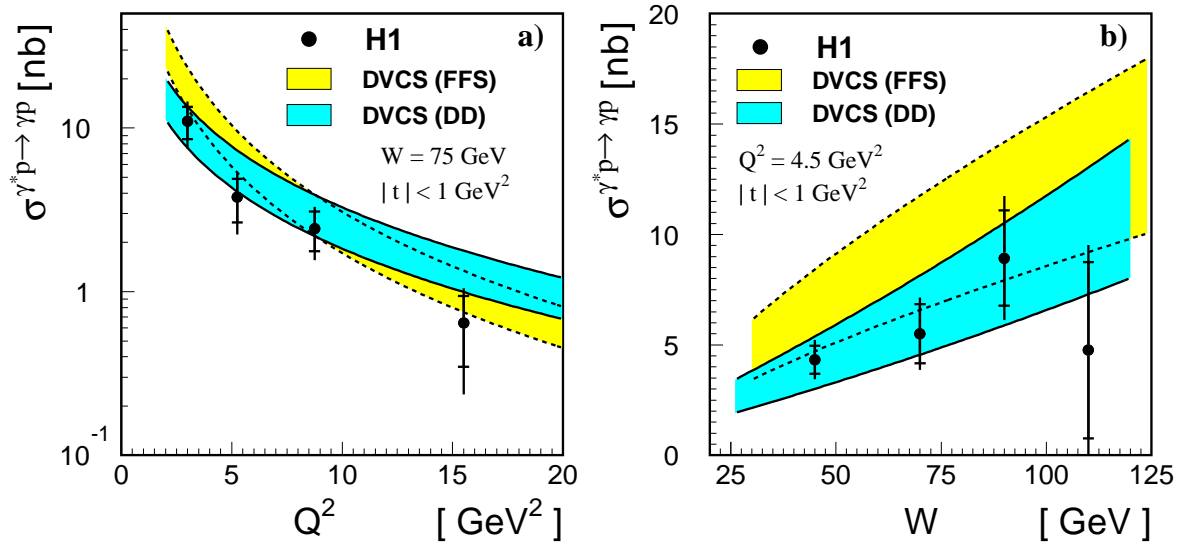 a)
H1
DVCS (FFS)
DVCS (DD)
W = 75 GeV
| t | < 1 GeV²
σ^γ*p→γp [nb]
10
1
10⁻¹
0 5 10 15 20
Q² [ GeV² ]
b)
H1
DVCS (FFS)
DVCS (DD)
Q² = 4.5 GeV²
| t | < 1 GeV²
σ^γ*p→γp [nb]
20
15
10
5
0
25 50 75 100 125
W [ GeV ]